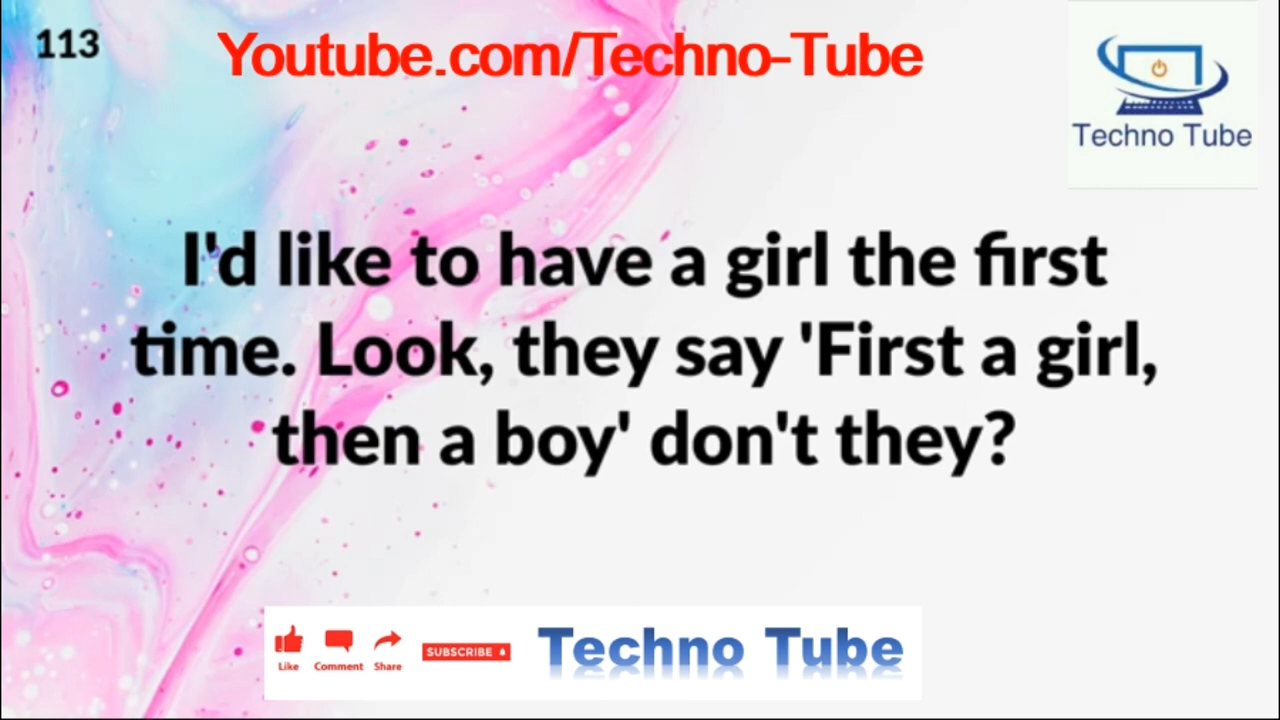 113
Youtube.com/Techno-Tube
Techno Tube
I'd like to have a girl the first
time. Look, they say 'First a girl,
then a boy' don't they?
Like
Comment
Share
SUBSCRIBE
Techno Tube